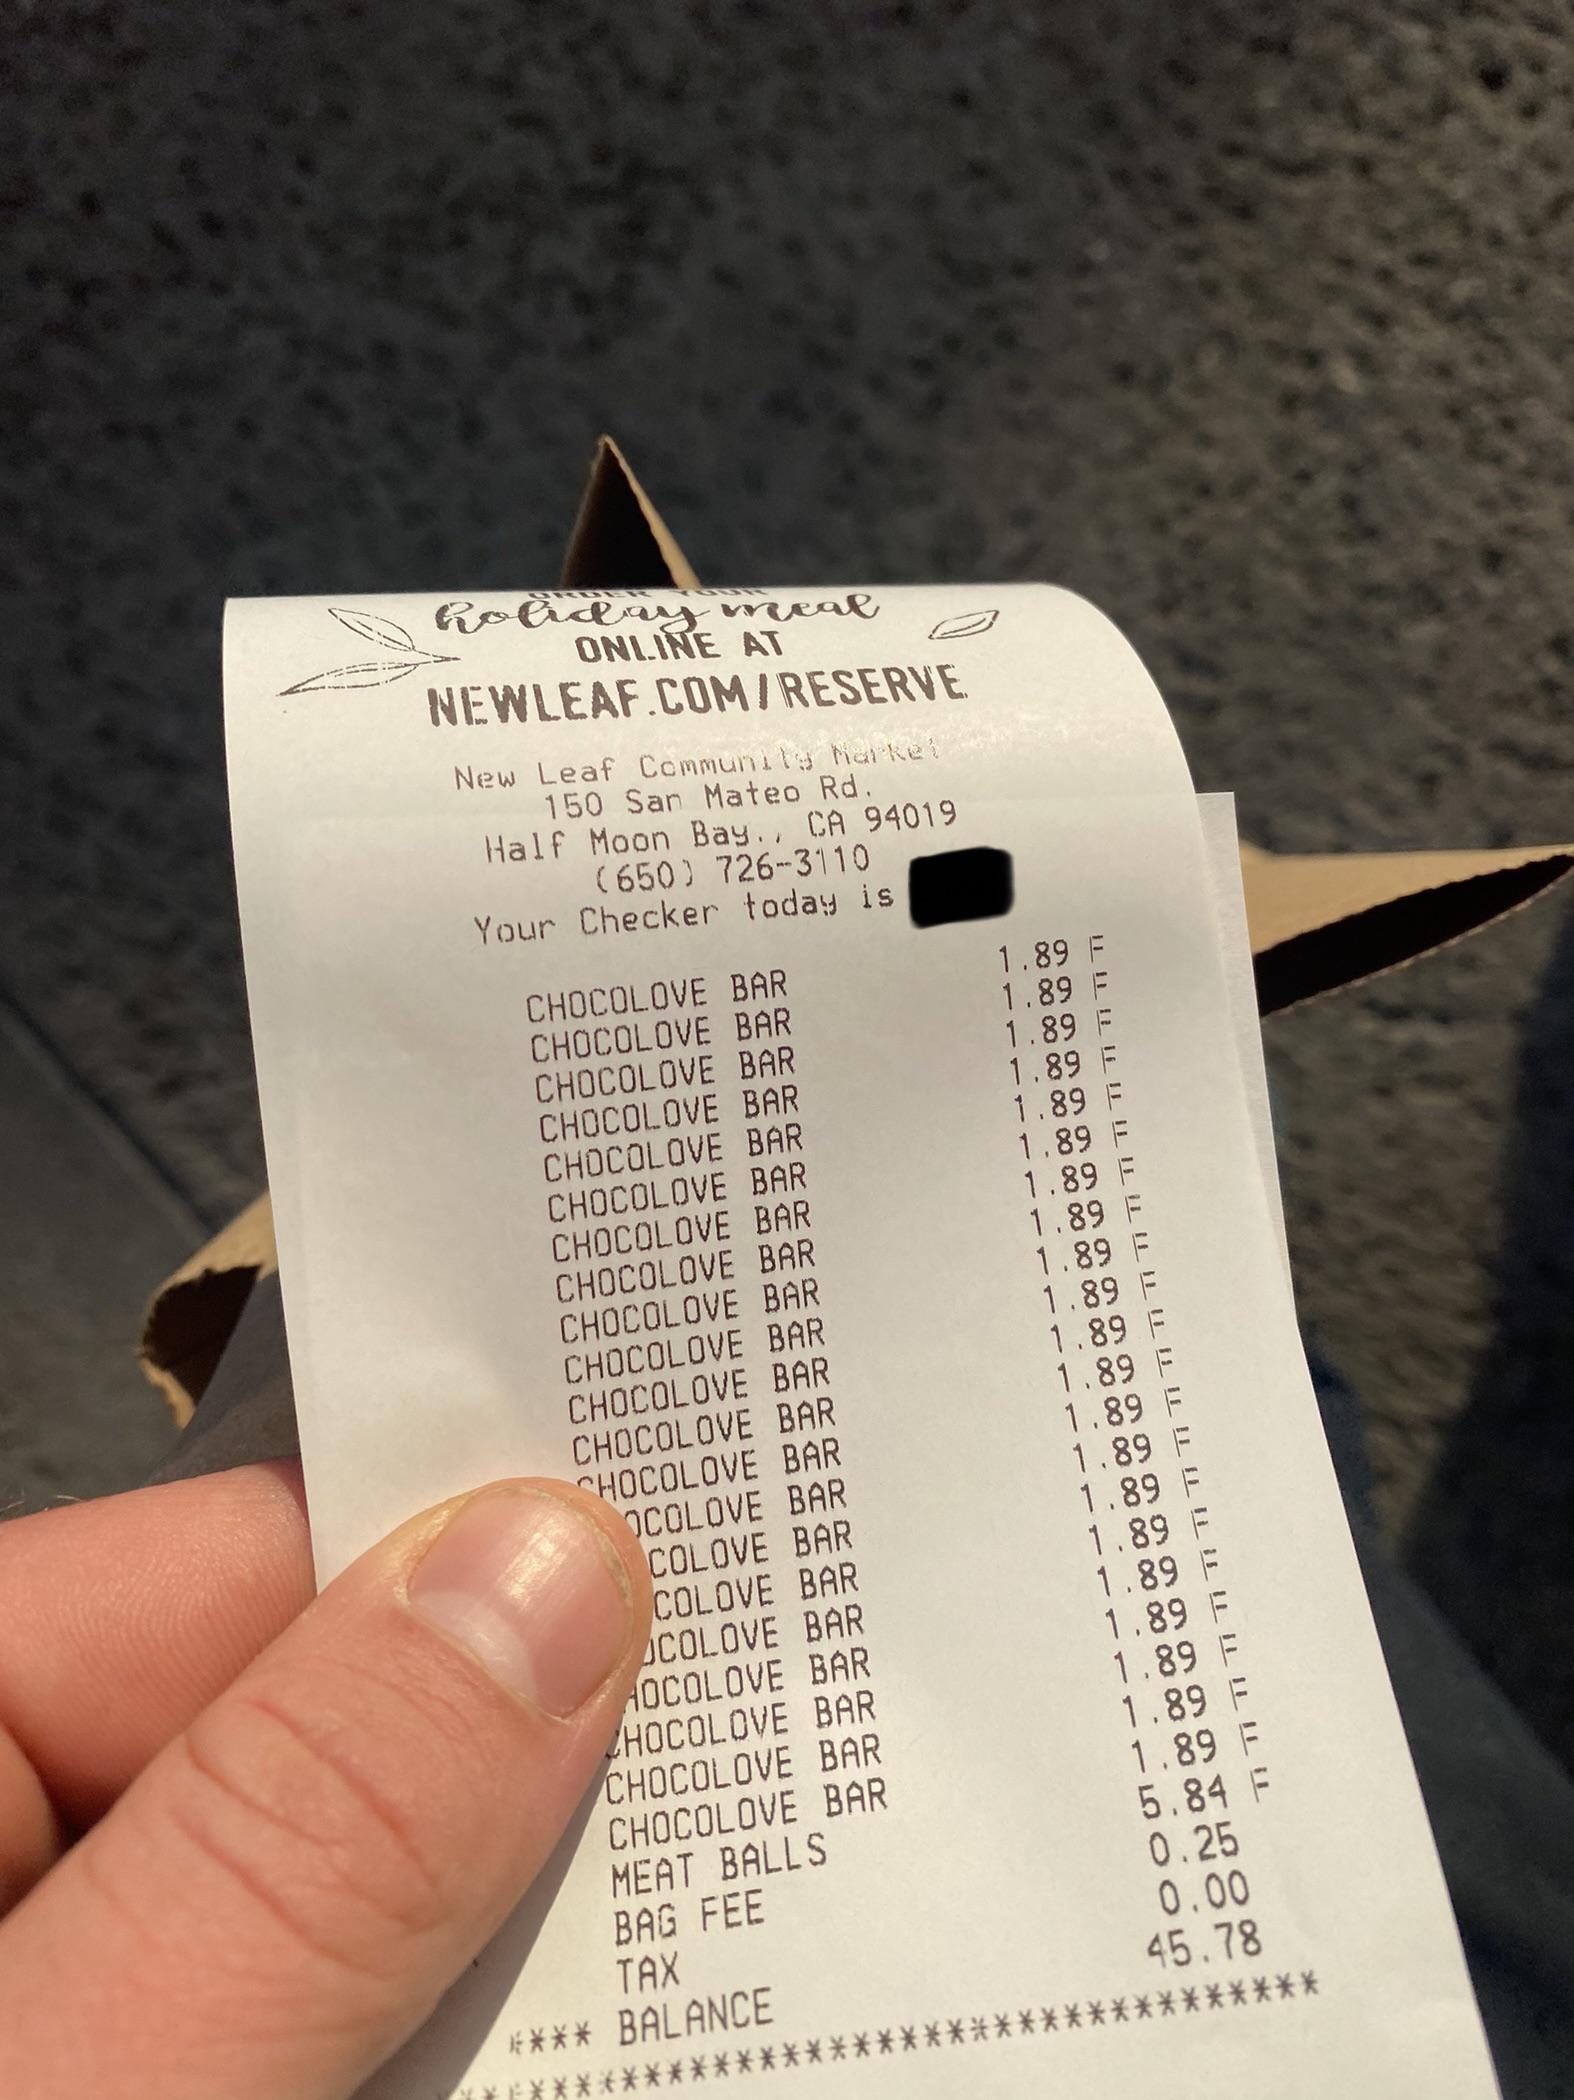 ORDER YOUR
holiday meal
ONLINE AT
NEWLEAF.COM/RESERVE
New Leaf Community Market
150 San Mateo Rd.
Half Moon Bay., CA 94019
(650) 726-3110
Your Checker today is
CHOCOLOVE BAR 1.89 F
CHOCOLOVE BAR 1.89 F
CHOCOLOVE BAR 1.89 F
CHOCOLOVE BAR 1.89 F
CHOCOLOVE BAR 1.89 F
CHOCOLOVE BAR 1.89 F
CHOCOLOVE BAR 1.89 F
CHOCOLOVE BAR 1.89 F
CHOCOLOVE BAR 1.89 F
CHOCOLOVE BAR 1.89 F
CHOCOLOVE BAR 1.89 F
CHOCOLOVE BAR 1.89 F
CHOCOLOVE BAR 1.89 F
OCOLOVE BAR 1.89 F
COLOVE BAR 1.89 F
COLOVE BAR 1.89 F
OCOLOVE BAR 1.89 F
HOCOLOVE BAR 1.89 F
CHOCOLOVE BAR 1.89 F
CHOCOLOVE BAR 1.89 F
CHOCOLOVE BAR 1.89 F
MEAT BALLS 5.84 F
BAG FEE 0.25
TAX 0.00
**** BALANCE 45.78